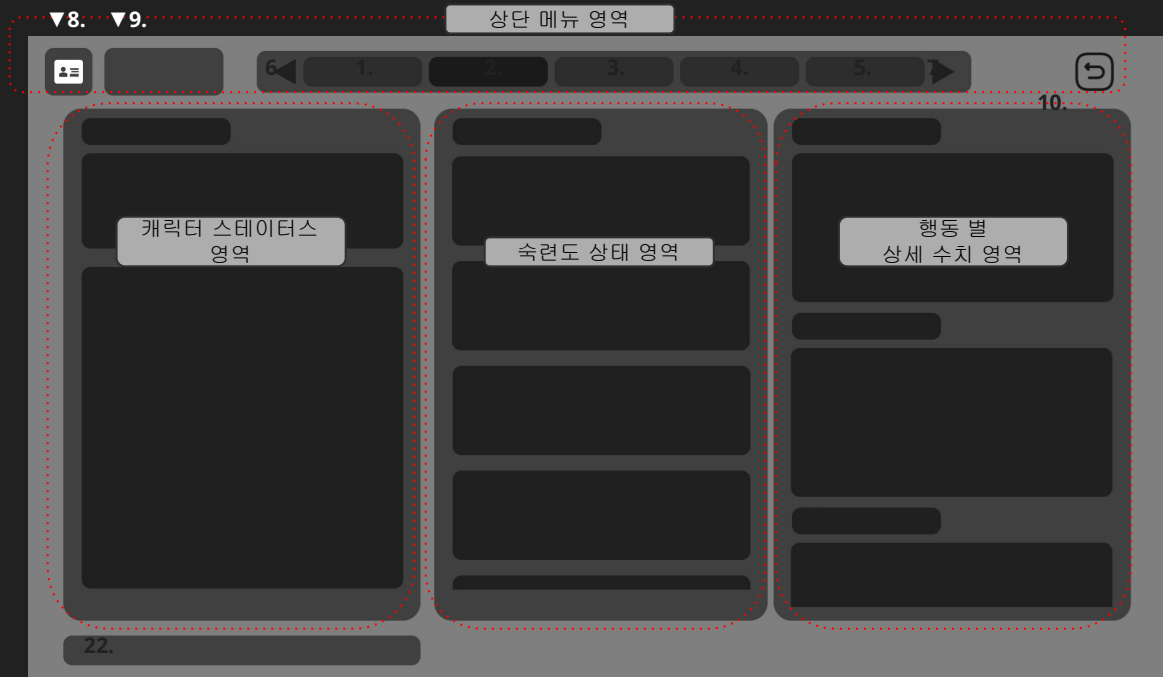 ▼8. ▼9.
상단 메뉴 영역
6. 1. 2. 3. 4. 5. 7.
10.
캐릭터 스테이터스
영역
숙련도 상태 영역
행동 별
상세 수치 영역
22.